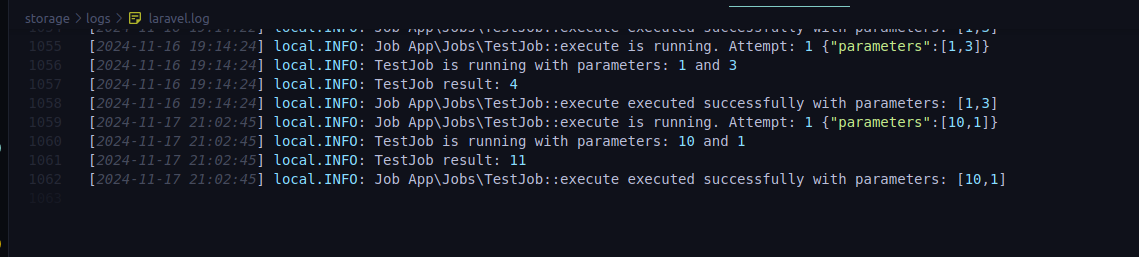 storage > logs > laravel.log
1054 [2024-11-16 19:14:22] local.INFO: Job App\Jobs\TestJob::execute executed successfully with parameters: [1,3]
1055 [2024-11-16 19:14:24] local.INFO: Job App\Jobs\TestJob::execute is running. Attempt: 1 {"parameters":[1,3]}
1056 [2024-11-16 19:14:24] local.INFO: TestJob is running with parameters: 1 and 3
1057 [2024-11-16 19:14:24] local.INFO: TestJob result: 4
1058 [2024-11-16 19:14:24] local.INFO: Job App\Jobs\TestJob::execute executed successfully with parameters: [1,3]
1059 [2024-11-17 21:02:45] local.INFO: Job App\Jobs\TestJob::execute is running. Attempt: 1 {"parameters":[10,1]}
1060 [2024-11-17 21:02:45] local.INFO: TestJob is running with parameters: 10 and 1
1061 [2024-11-17 21:02:45] local.INFO: TestJob result: 11
1062 [2024-11-17 21:02:45] local.INFO: Job App\Jobs\TestJob::execute executed successfully with parameters: [10,1]
1063